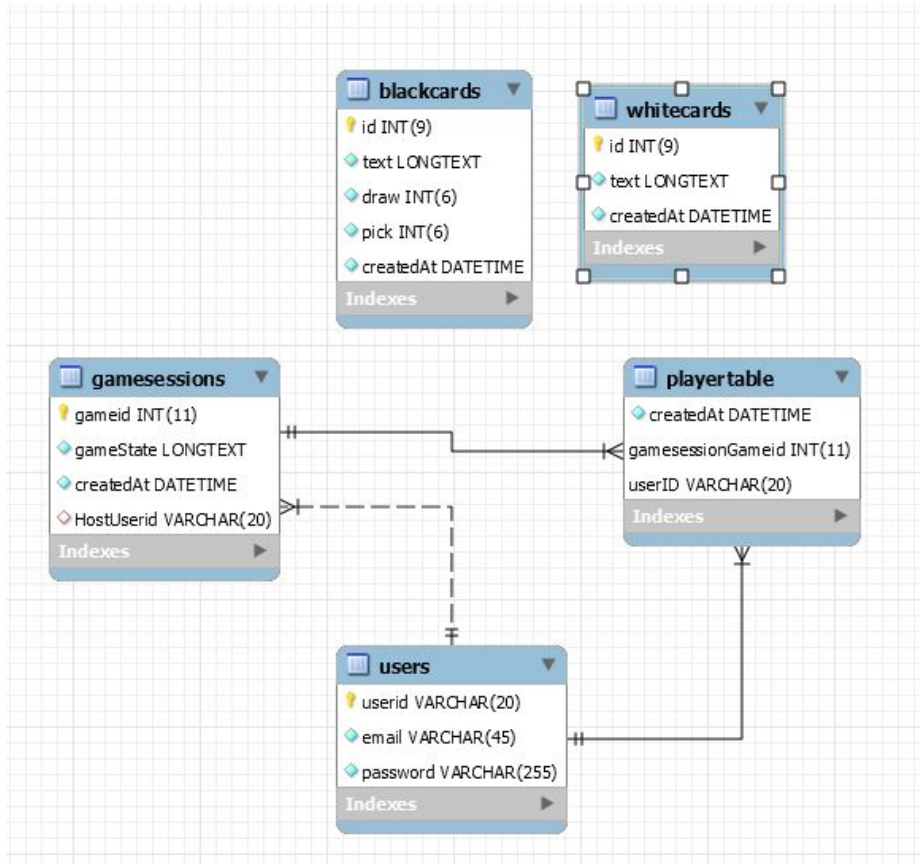 blackcards
id INT(9)
text LONGTEXT
draw INT(6)
pick INT(6)
createdAt DATETIME
Indexes
whitecards
id INT(9)
text LONGTEXT
createdAt DATETIME
Indexes
gamesessions
gameid INT(11)
gameState LONGTEXT
createdAt DATETIME
HostUserid VARCHAR(20)
Indexes
playertable
createdAt DATETIME
gamesessionGameid INT(11)
userID VARCHAR(20)
Indexes
users
userid VARCHAR(20)
email VARCHAR(45)
password VARCHAR(255)
Indexes